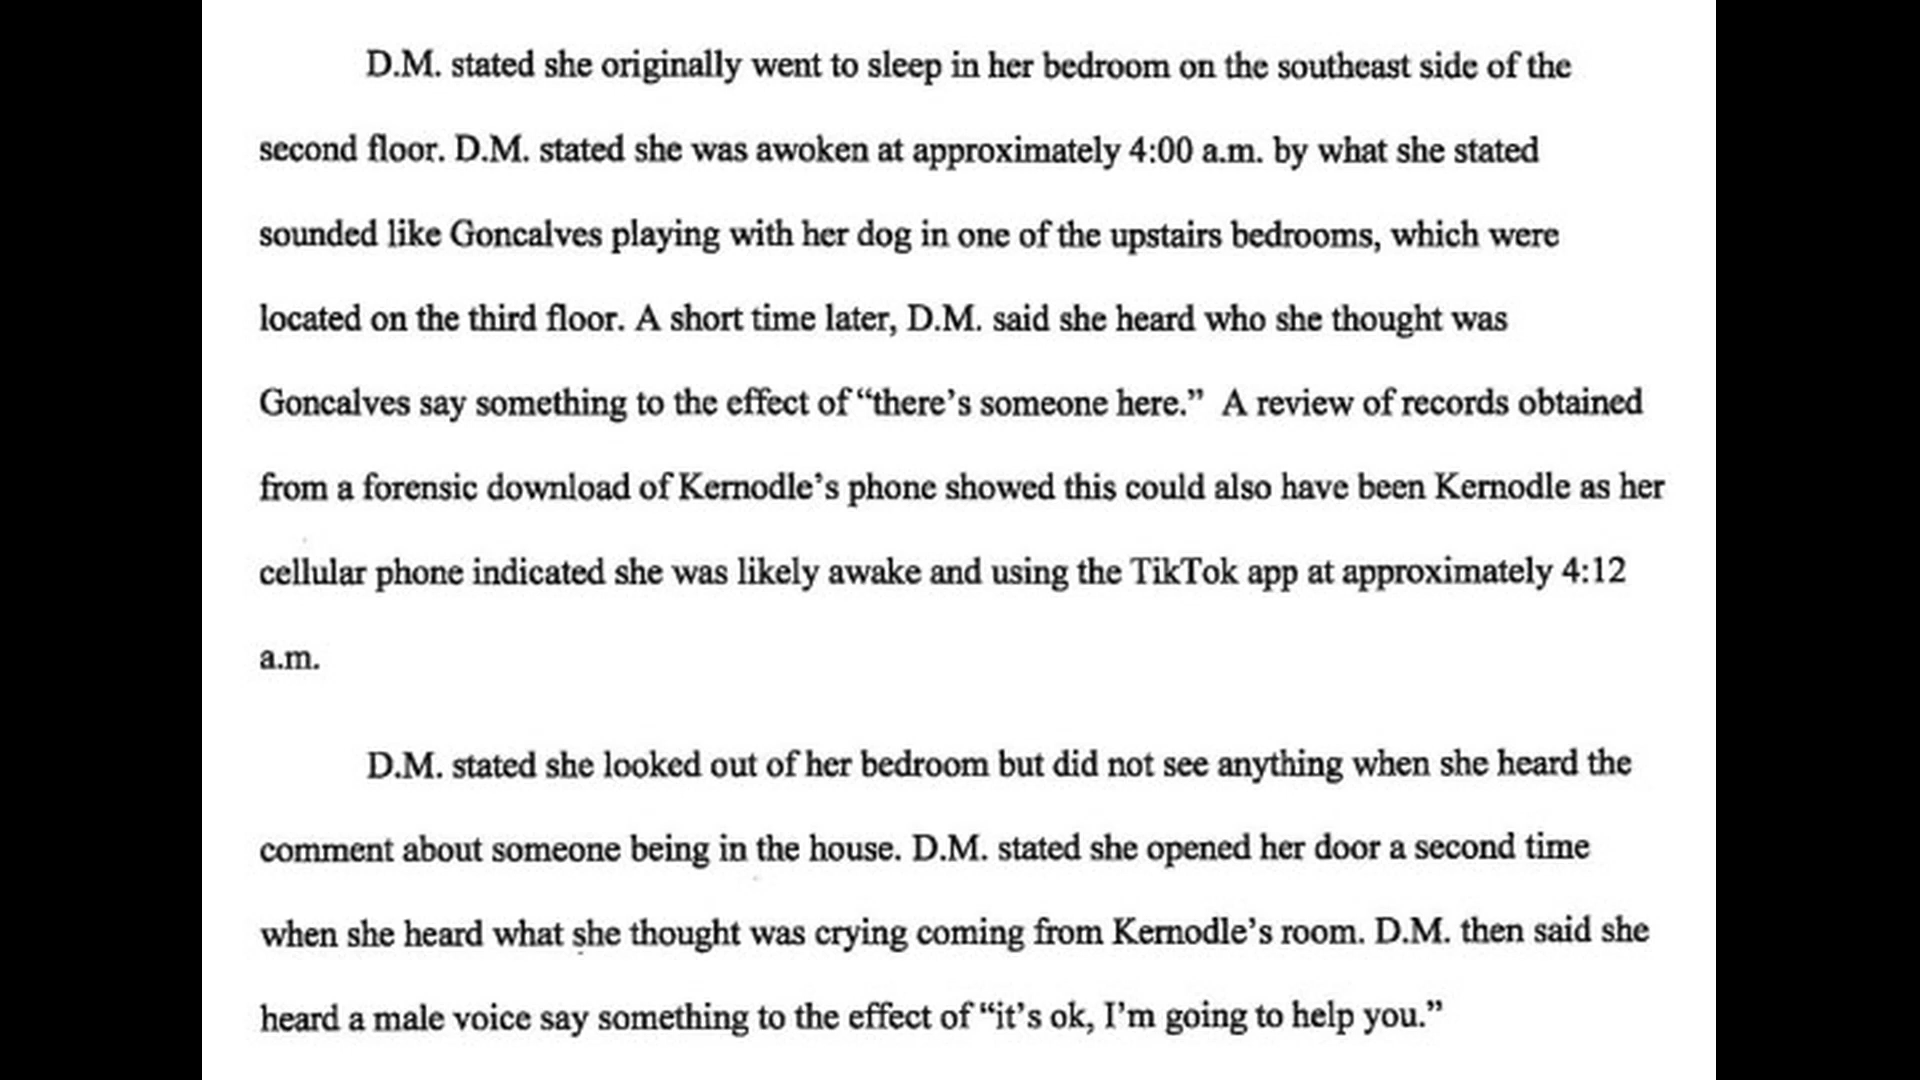 D.M. stated she originally went to sleep in her bedroom on the southeast side of the
second floor. D.M. stated she was awoken at approximately 4:00 a.m. by what she stated
sounded like Goncalves playing with her dog in one of the upstairs bedrooms, which were
located on the third floor. A short time later, D.M. said she heard who she thought was
Goncalves say something to the effect of “there’s someone here.” A review of records obtained
from a forensic download of Kernodle’s phone showed this could also have been Kernodle as her
cellular phone indicated she was likely awake and using the TikTok app at approximately 4:12
a.m.
D.M. stated she looked out of her bedroom but did not see anything when she heard the
comment about someone being in the house. D.M. stated she opened her door a second time
when she heard what she thought was crying coming from Kernodle’s room. D.M. then said she
heard a male voice say something to the effect of “it’s ok, I’m going to help you.”